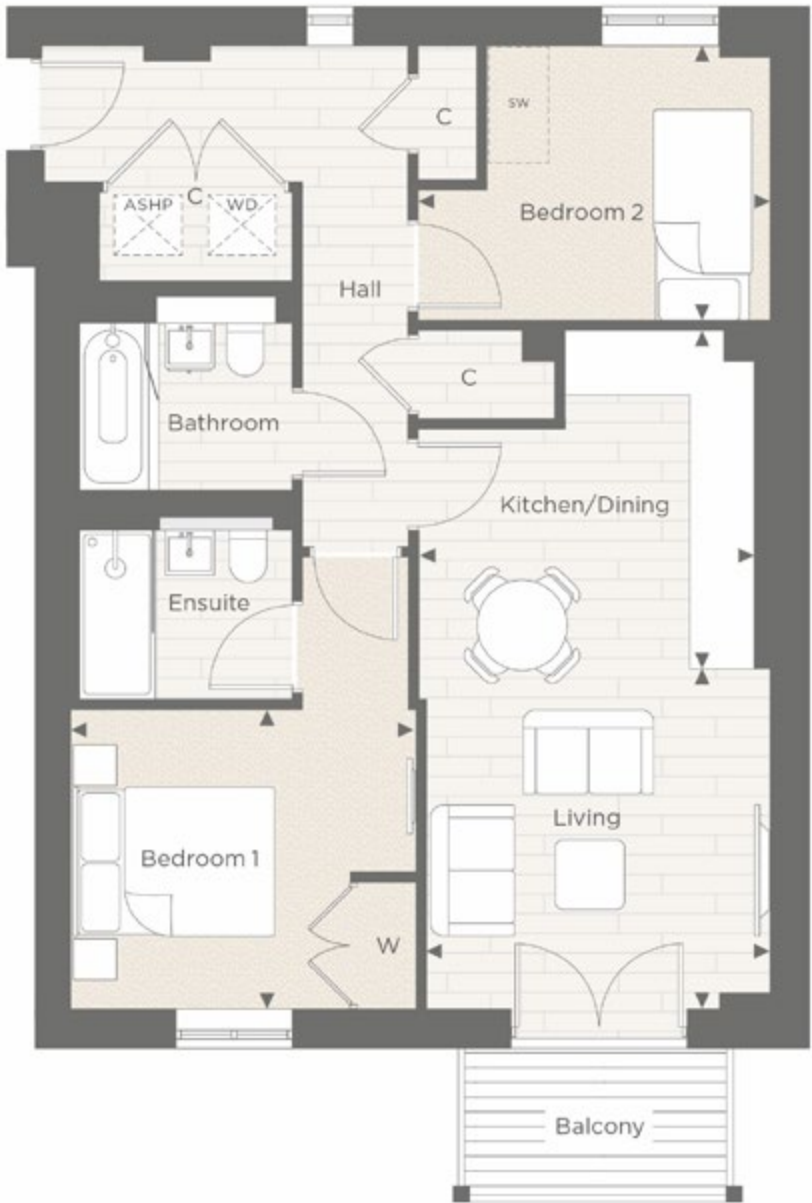 C
SW
C
ASHP
WD
Bedroom 2
Hall
C
Bathroom
Kitchen/Dining
Ensuite
Living
Bedroom 1
W
Balcony